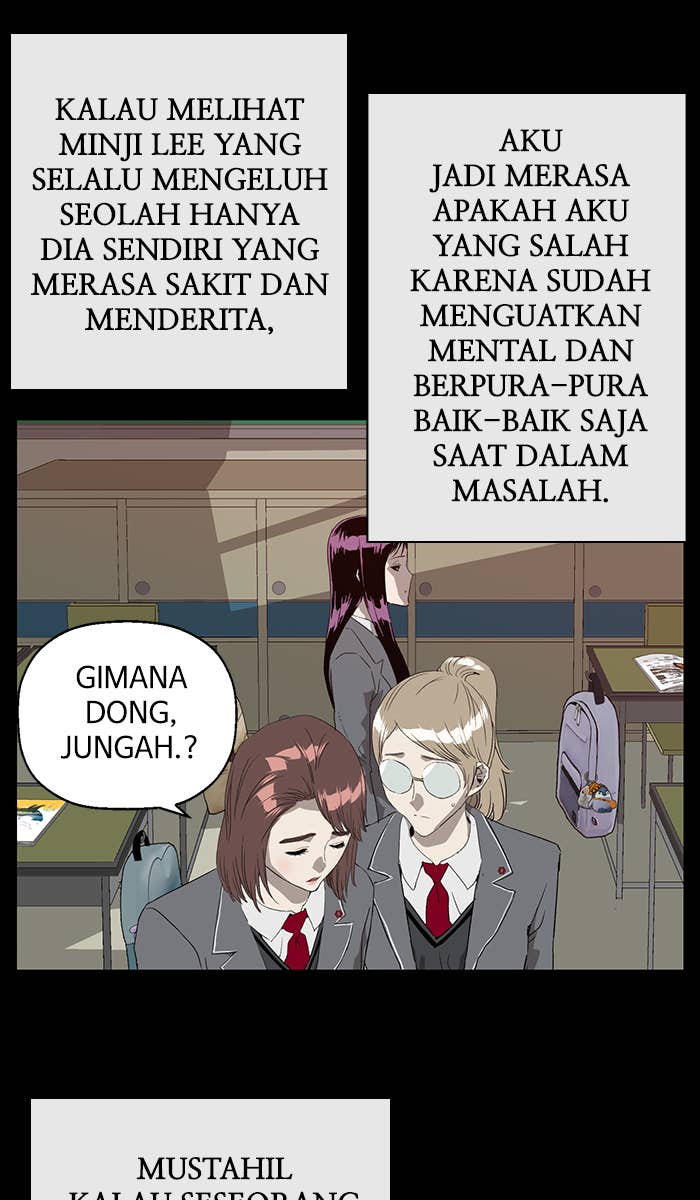 KALAU MELIHAT
MINJI LEE YANG
SELALU MENGELUH
SEOLAH HANYA
DIA SENDIRI YANG
MERASA SAKIT DAN
MENDERITA,
AKU
JADI MERASA
APAKAH AKU
YANG SALAH
KARENA SUDAH
MENGUATKAN
MENTAL DAN
BERPURA-PURA
BAIK-BAIK SAJA
SAAT DALAM
MASALAH.
GIMANA
DONG,
JUNGAH.?
MUSTAHIL
KALAU SESEORANG